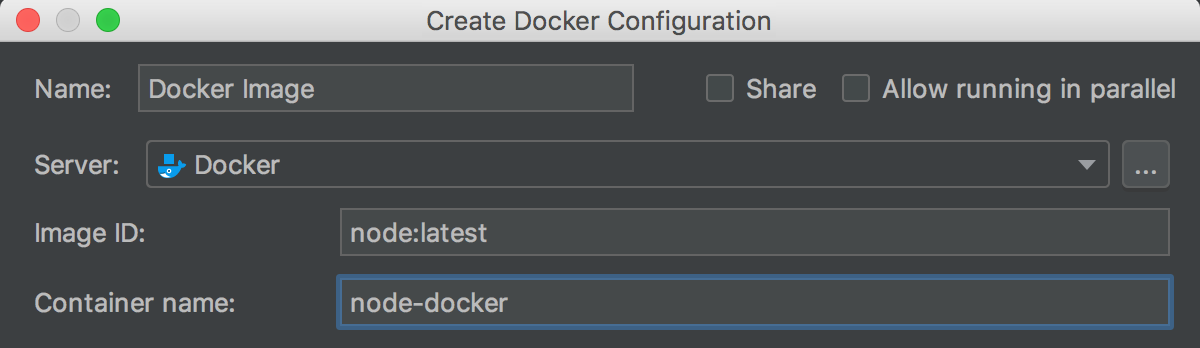 Create Docker Configuration
Name: Docker Image Share Allow running in parallel
Server: Docker ...
Image ID: node:latest
Container name: node-docker